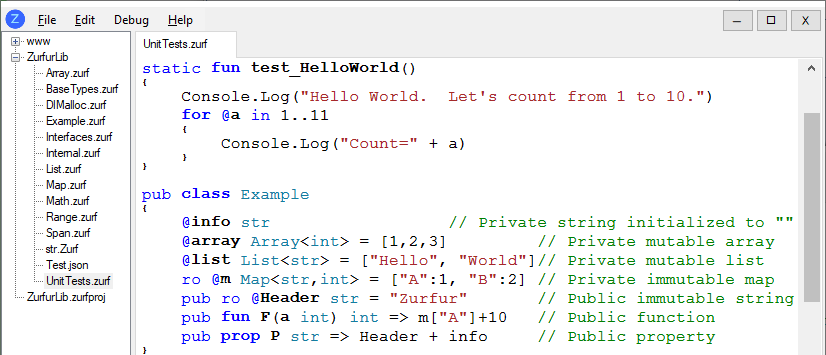 Z File Edit Debug Help
www
ZurfurLib
Array.zurf
BaseTypes.zurf
DlMalloc.zurf
Example.zurf
Interfaces.zurf
Internal.zurf
List.zurf
Map.zurf
Math.zurf
Range.zurf
Span.zurf
str.Zurf
Test.json
UnitTests.zurf
ZurfurLib.zurfproj
UnitTests.zurf
static fun test_HelloWorld()
{
Console.Log("Hello World.  Let's count from 1 to 10.")
for @a in 1..11
{
Console.Log("Count=" + a)
}
}
pub class Example
{
@info str // Private string initialized to ""
@array Array<int> = [1,2,3] // Private mutable array
@list List<str> = ["Hello", "World"]// Private mutable list
ro @m Map<str,int> = ["A":1, "B":2] // Private immutable map
pub ro @Header str = "Zurfur" // Public immutable string
pub fun F(a int) int => m["A"]+10 // Public function
pub prop P str => Header + info // Public property
}